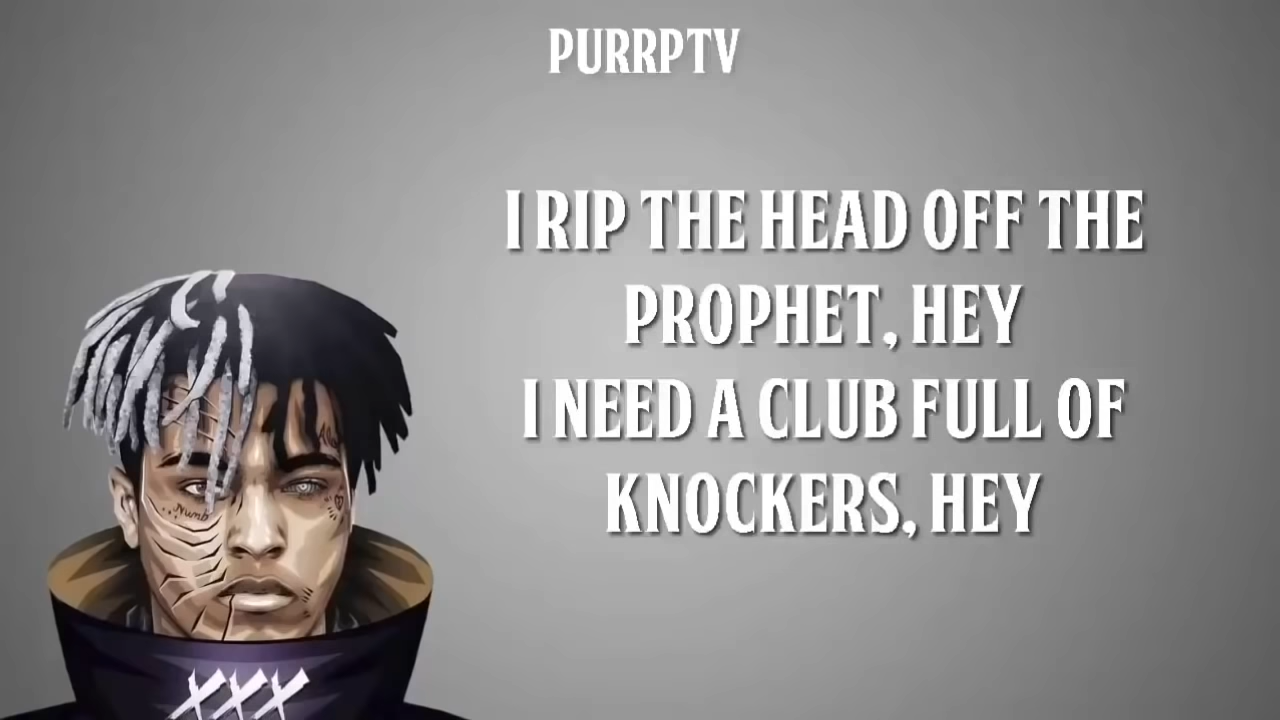 PURRPTV
I RIP THE HEAD OFF THE
PROPHET, HEY
I NEED A CLUB FULL OF
KNOCKERS, HEY
Numb
XXX